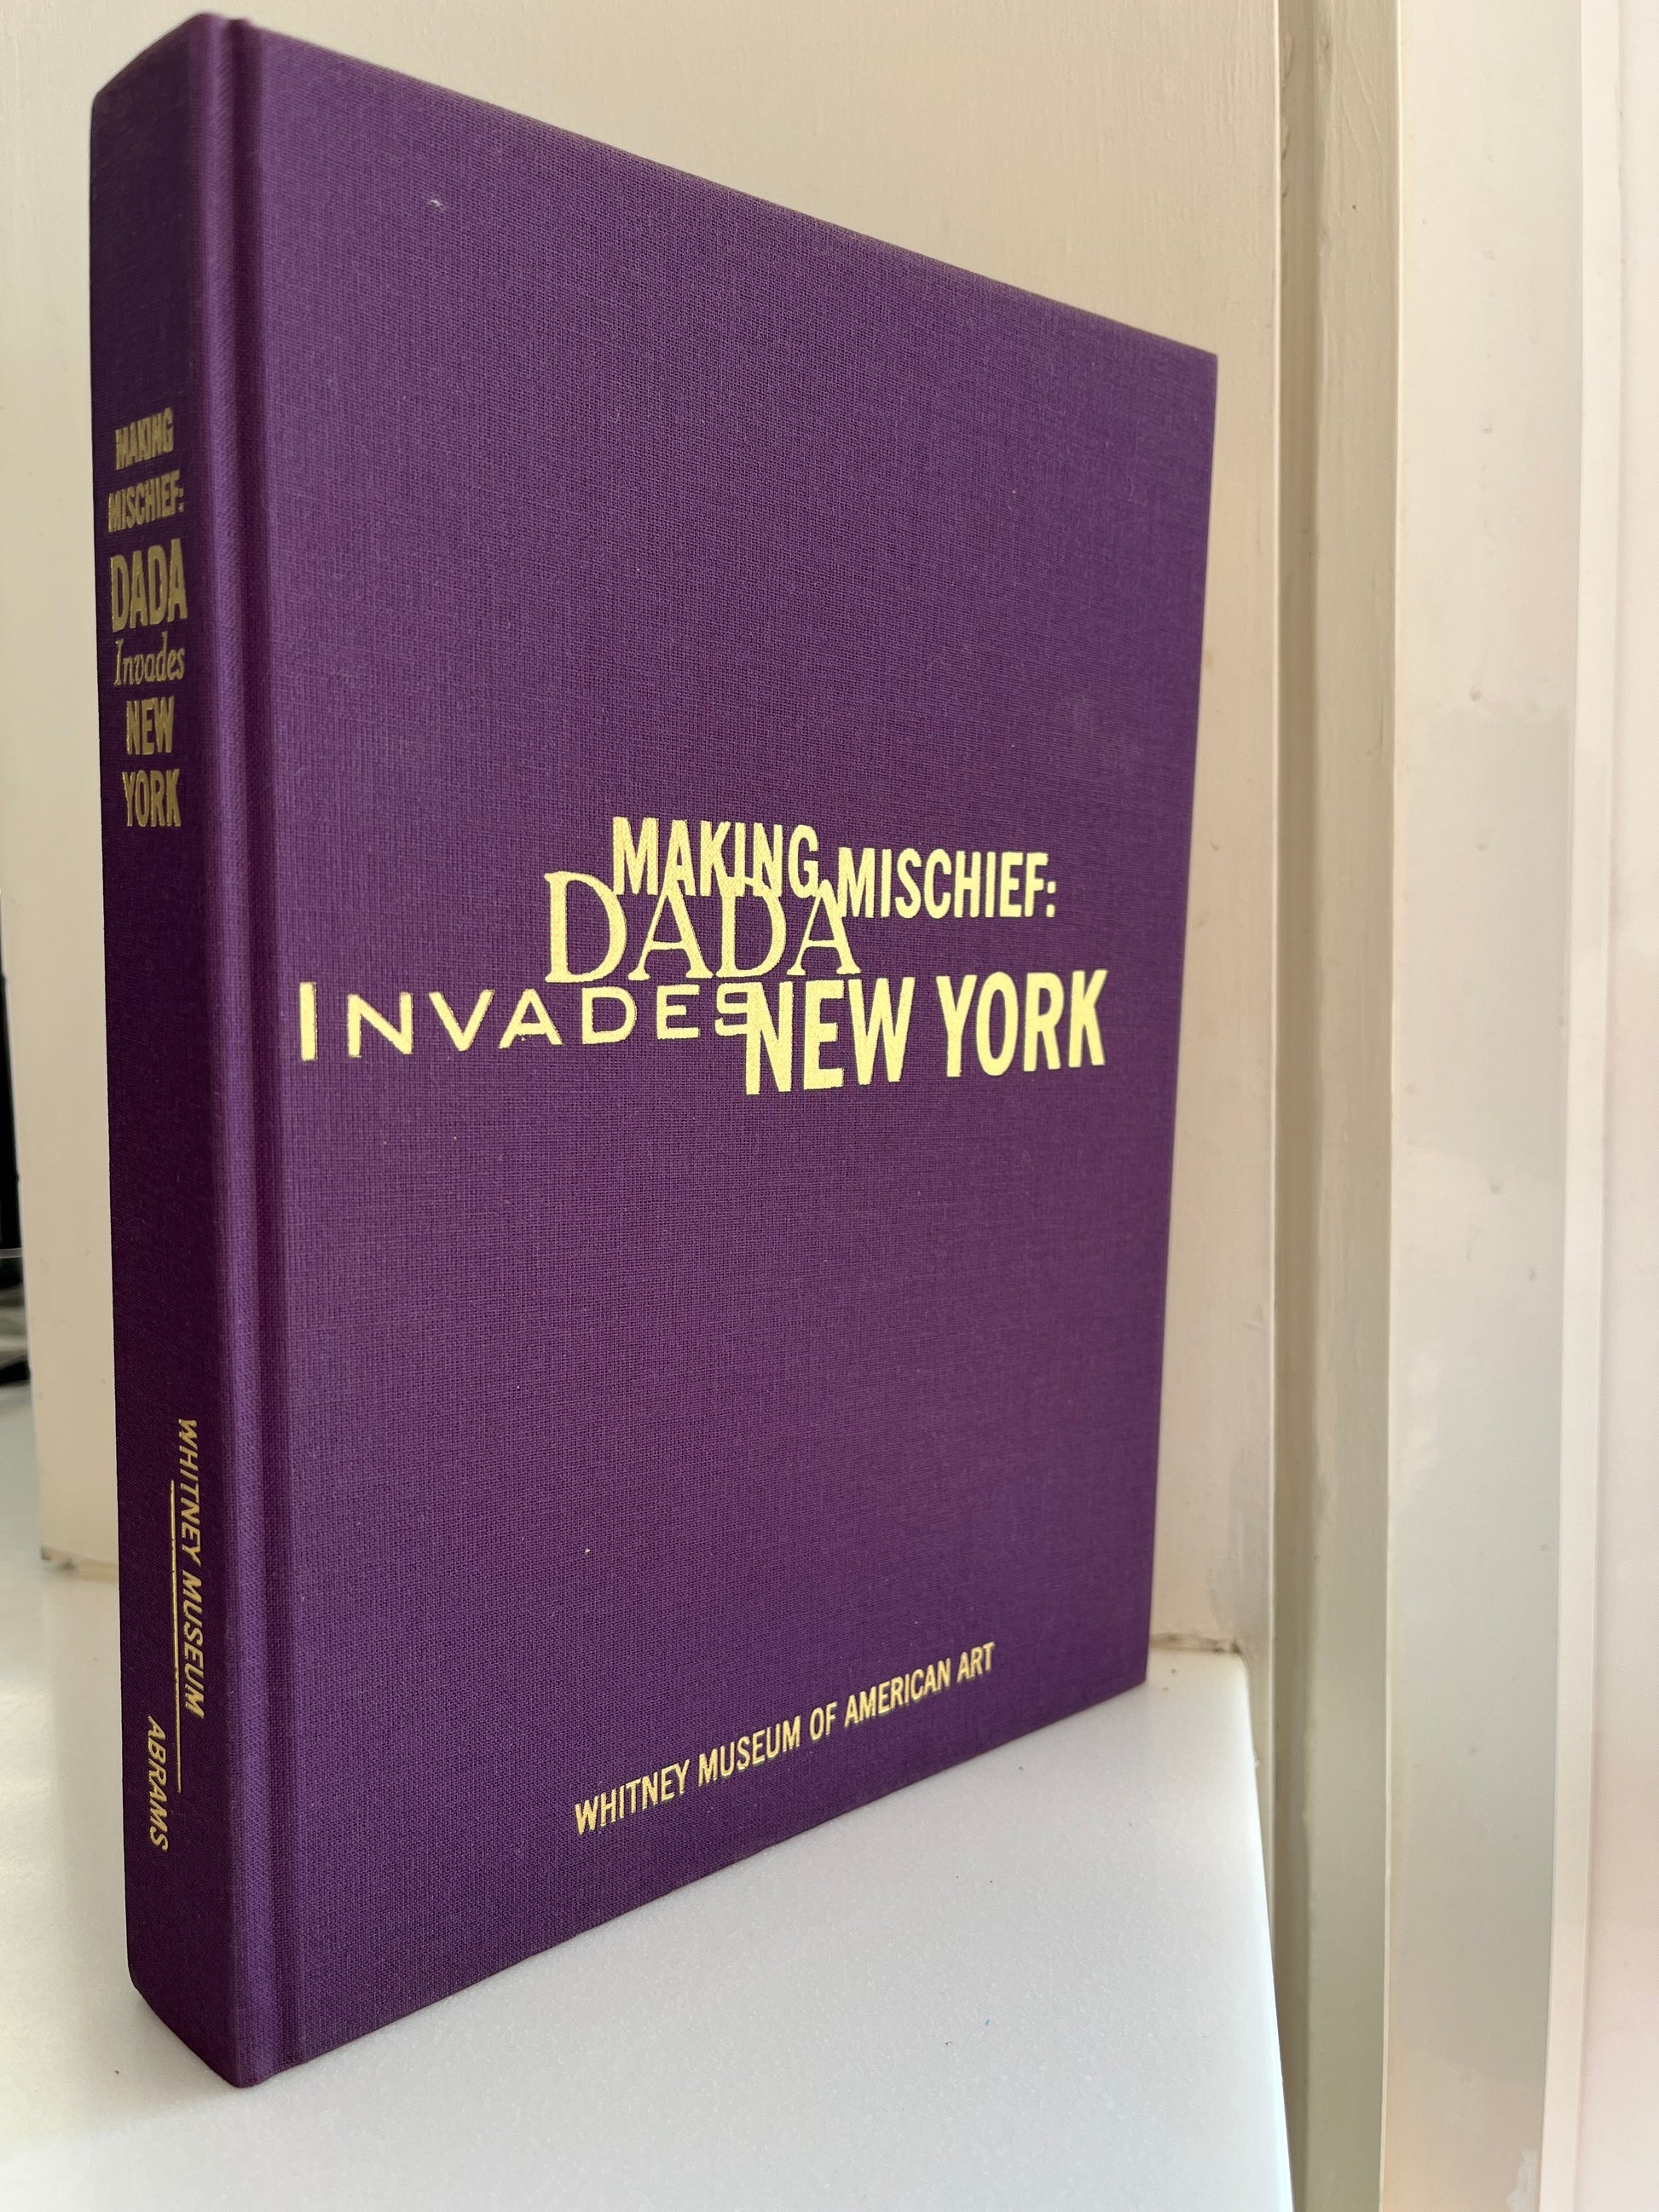 MAKING
MISCHIEF:
DADA
Invades
NEW
YORK
WHITNEY MUSEUM
ABRAMS
MAKING MISCHIEF:
DADA
INVADES NEW YORK
WHITNEY MUSEUM OF AMERICAN ART